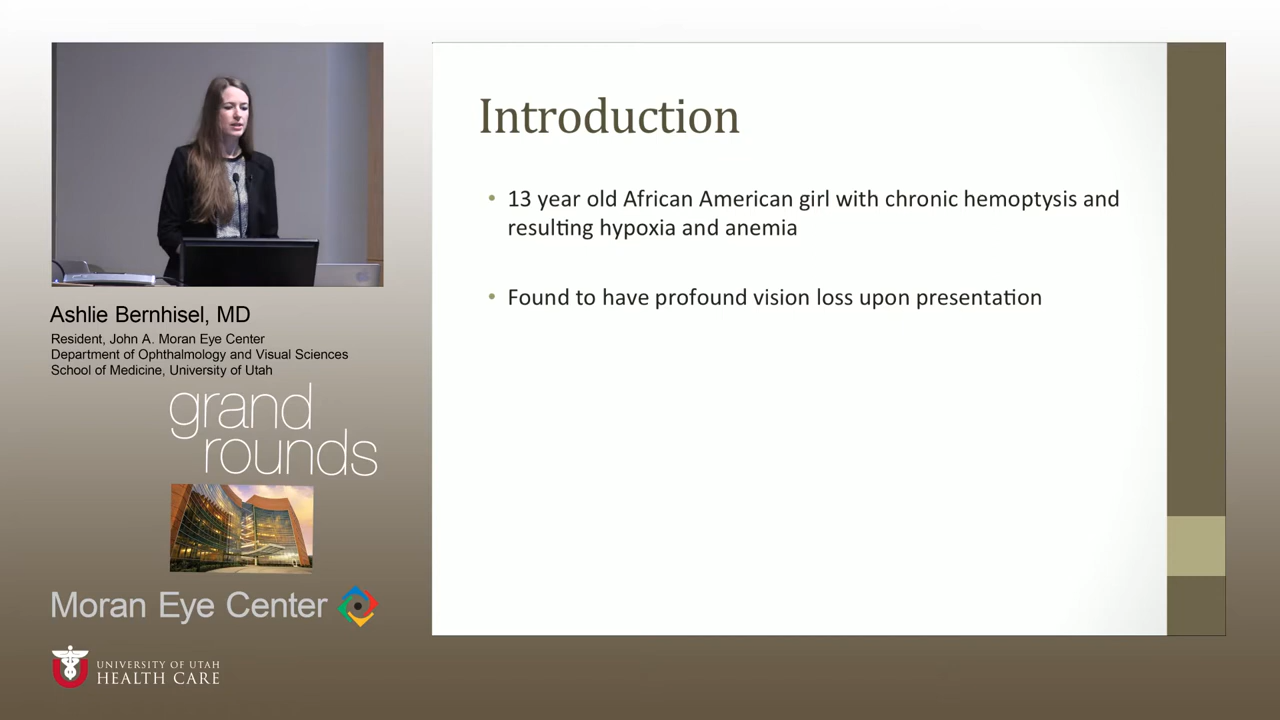 Introduction
• 13 year old African American girl with chronic hemoptysis and
resulting hypoxia and anemia
• Found to have profound vision loss upon presentation
Ashlie Bernhisel, MD
Resident, John A. Moran Eye Center
Department of Ophthalmology and Visual Sciences
School of Medicine, University of Utah
grand
rounds
Moran Eye Center
UNIVERSITY OF UTAH
HEALTH CARE